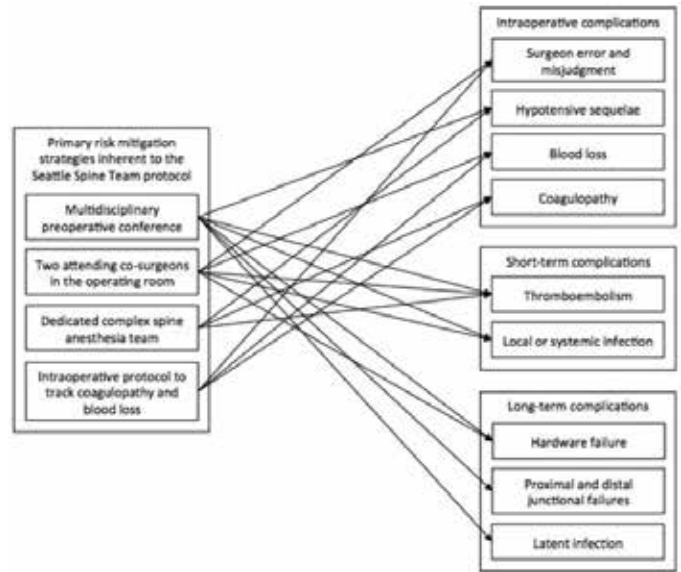 Primary risk mitigation
strategies inherent to the
Seattle Spine Team protocol
Multidisciplinary
preoperative conference
Two attending co-surgeons
in the operating room
Dedicated complex spine
anesthesia team
Intraoperative protocol to
track coagulopathy and
blood loss
Intraoperative complications
Surgeon error and
misjudgment
Hypotensive sequelae
Blood loss
Coagulopathy
Short-term complications
Thromboembolism
Local or systemic infection
Long-term complications
Hardware failure
Proximal and distal
junctional failures
Latent infection